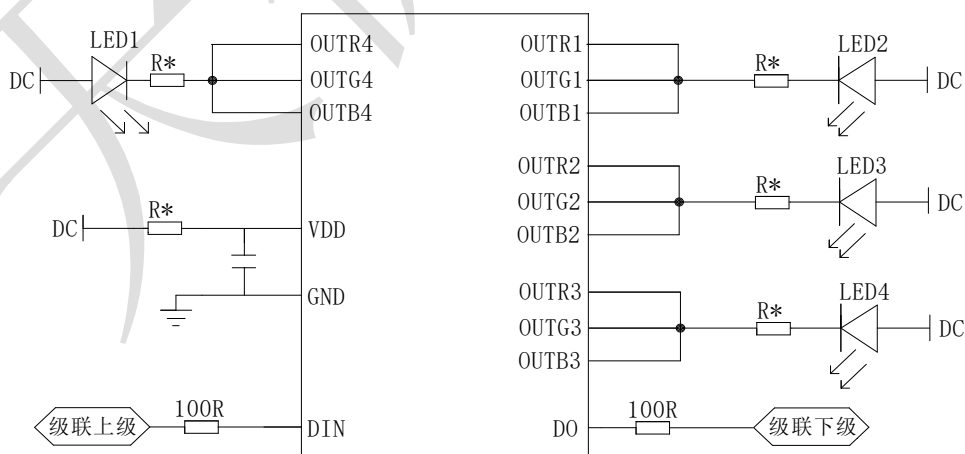 LED1
DC
R*
OUTR4
OUTG4
OUTB4
OUTR1
OUTG1
OUTB1
R*
LED2
DC
OUTR2
OUTG2
OUTB2
R*
LED3
DC
DC
R*
VDD
GND
OUTR3
OUTG3
OUTB3
R*
LED4
DC
级联上级
100R
DIN
DO
100R
级联下级